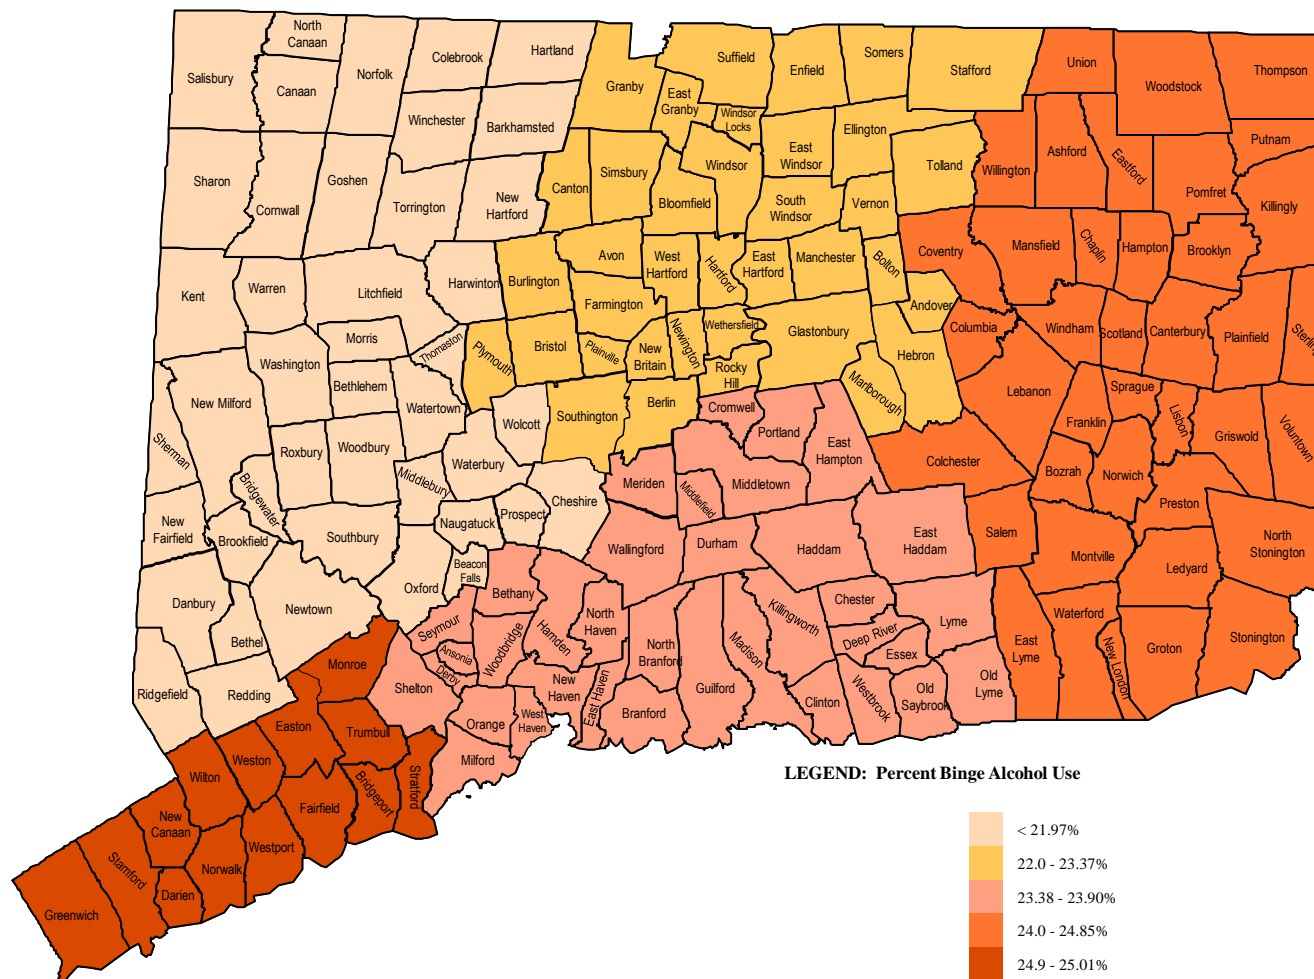 North
Canaan
Salisbury
Canaan
Norfolk
Colebrook
Hartland
Winchester
Barkhamsted
Sharon
Cornwall
Goshen
Torrington
New
Hartford
Kent
Warren
Litchfield
Harwinton
Morris
Washington
Bethlehem
Thomaston
Watertown
New Milford
Sherman
Roxbury
Woodbury
Wolcott
Waterbury
Middlebury
Bridgewater
Cheshire
Prospect
Naugatuck
New
Fairfield
Brookfield
Southbury
Oxford
Beacon
Falls
Danbury
Newtown
Bethel
Ridgefield
Redding
Granby
Suffield
East
Granby
Windsor
Locks
Enfield
Somers
Stafford
Ellington
East
Windsor
Windsor
Tolland
Canton
Simsbury
Bloomfield
South
Windsor
Vernon
Avon
West
Hartford
Hartford
East
Hartford
Manchester
Bolton
Andover
Burlington
Farmington
Plymouth
Bristol
Plainville
New
Britain
Newington
Wethersfield
Rocky
Hill
Glastonbury
Hebron
Marlborough
Southington
Berlin
Union
Woodstock
Thompson
Putnam
Willington
Ashford
Eastford
Pomfret
Killingly
Coventry
Mansfield
Chaplin
Hampton
Brooklyn
Columbia
Windham
Scotland
Canterbury
Plainfield
Lebanon
Sprague
Franklin
Lisbon
Griswold
Voluntown
Colchester
Bozrah
Norwich
Preston
Salem
Montville
North
Stonington
Ledyard
East
Lyme
Waterford
New London
Groton
Stonington
Cromwell
Portland
East
Hampton
Meriden
Middlefield
Middletown
Wallingford
Durham
Haddam
East
Haddam
Bethany
Seymour
Ansonia
Derby
Woodbridge
Hamden
North
Haven
North
Branford
Madison
Killingworth
Chester
Deep River
Essex
Lyme
Old
Lyme
Shelton
Orange
West
Haven
New
Haven
East Haven
Branford
Guilford
Clinton
Westbrook
Old
Saybrook
Milford
Monroe
Easton
Trumbull
Weston
Wilton
Bridgeport
Stratford
Fairfield
New
Canaan
Norwalk
Westport
Stamford
Darien
Greenwich
LEGEND: Percent Binge Alcohol Use
< 21.97%
22.0 - 23.37%
23.38 - 23.90%
24.0 - 24.85%
24.9 - 25.01%